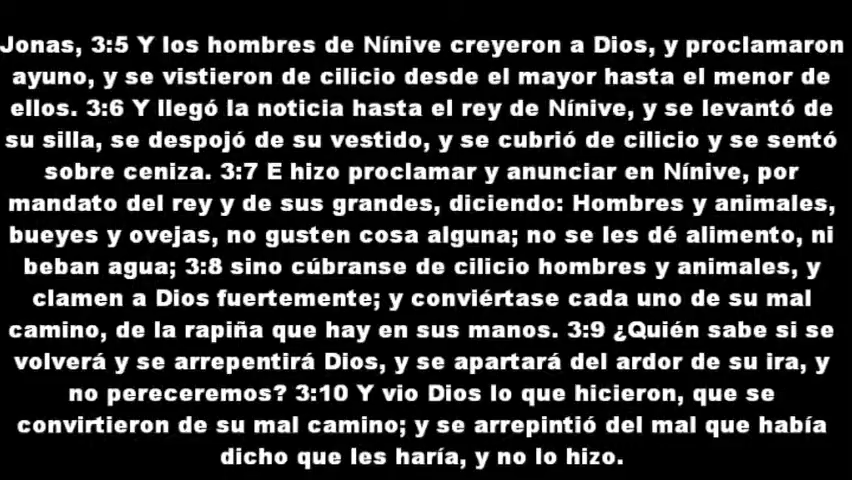 Jonas, 3:5 Y los hombres de Nínive creyeron a Dios, y proclamaron
ayuno, y se vistieron de cilicio desde el mayor hasta el menor de
ellos. 3:6 Y llegó la noticia hasta el rey de Nínive, y se levantó de
su silla, se despojó de su vestido, y se cubrió de cilicio y se sentó
sobre ceniza. 3:7 E hizo proclamar y anunciar en Nínive, por
mandato del rey y de sus grandes, diciendo: Hombres y animales,
bueyes y ovejas, no gusten cosa alguna; no se les dé alimento, ni
beban agua; 3:8 sino cúbranse de cilicio hombres y animales, y
clamen a Dios fuertemente; y conviértase cada uno de su mal
camino, de la rapiña que hay en sus manos. 3:9 ¿Quién sabe si se
volverá y se arrepentirá Dios, y se apartará del ardor de su ira, y
no pereceremos? 3:10 Y vio Dios lo que hicieron, que se
convirtieron de su mal camino; y se arrepintió del mal que había
dicho que les haría, y no lo hizo.